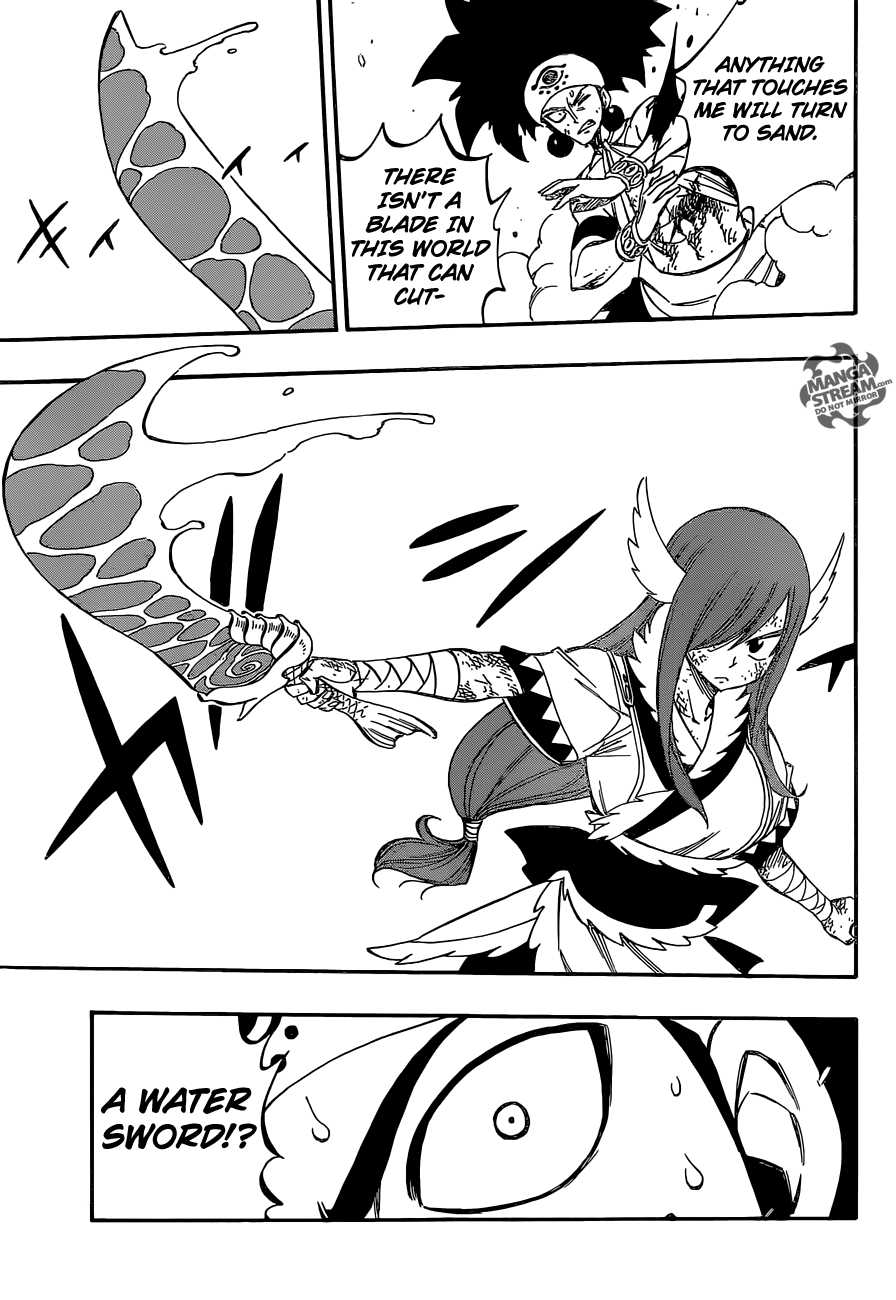 ANYTHING
THAT TOUCHES
ME WILL TURN
TO SAND.
THERE
ISN'T A
BLADE IN
THIS WORLD
THAT CAN
CUT-
MANGA
STREAM.com
DO NOT MIRROR
A WATER
SWORD!?